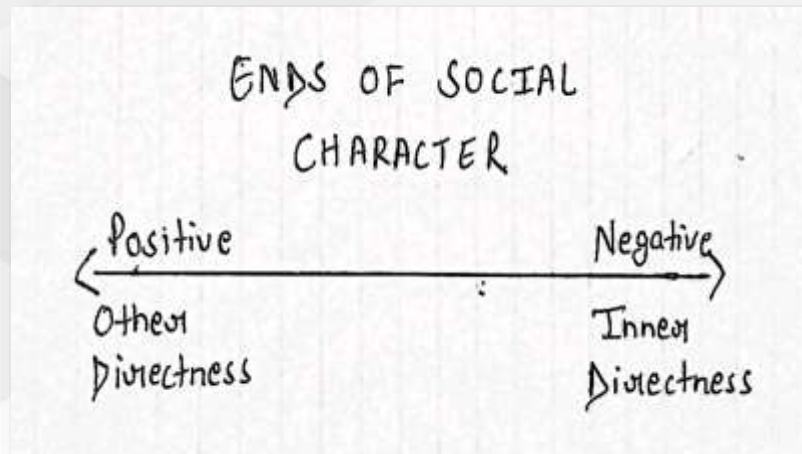 ENDS OF SOCIAL
CHARACTER
Positive
Negative
Other
Directness
Inner
Directness